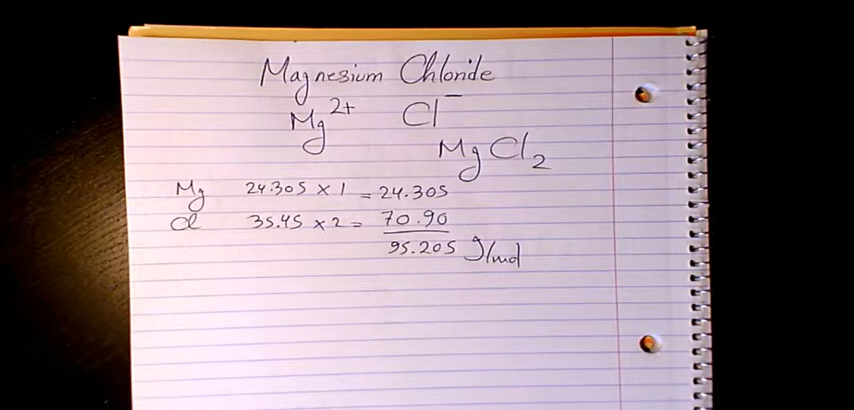 Magnesium Chloride
Mg²⁺ Cl⁻
MgCl₂
Mg 24.305 × 1 = 24.305
Cl 35.45 × 2 = 70.90
95.205 g/mol